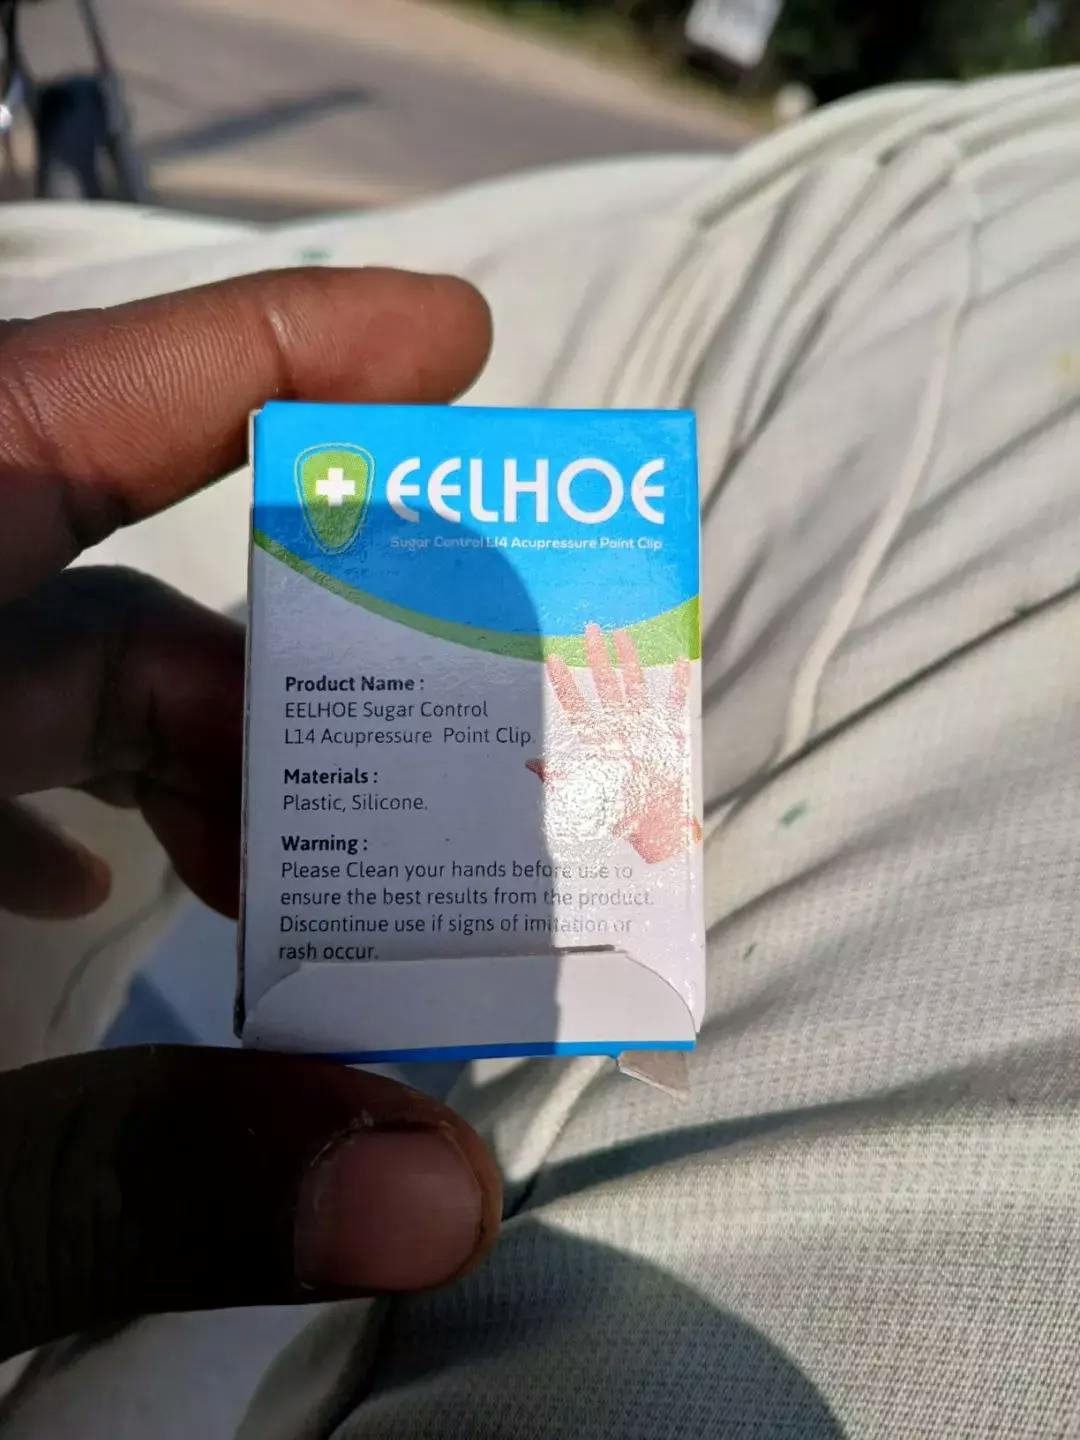 EELHOE
Sugar Control L14 Acupressure Point Clip
Product Name :
EELHOE Sugar Control
L14 Acupressure Point Clip.
Materials :
Plastic, Silicone.
Warning :
Please Clean your hands before use to
ensure the best results from the product.
Discontinue use if signs of imitation or
rash occur.